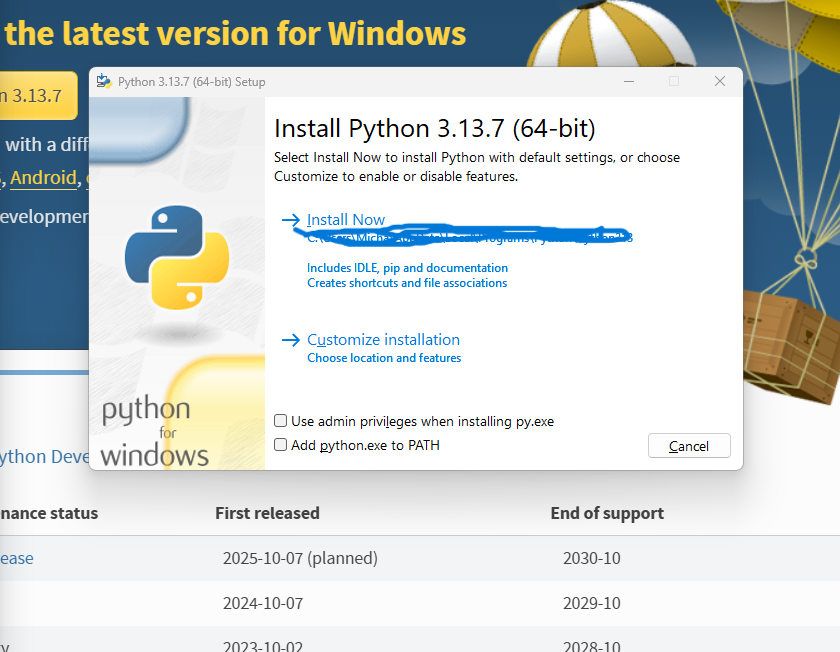 the latest version for Windows
Python 3.13.7 (64-bit) Setup
n 3.13.7
Install Python 3.13.7 (64-bit)
with a diff
Select Install Now to install Python with default settings, or choose
Customize to enable or disable features.
, Android,
evelopmen
Install Now
Includes IDLE, pip and documentation
Creates shortcuts and file associations
Customize installation
Choose location and features
python
for
windows
Use admin privileges when installing py.exe
Add python.exe to PATH
Cancel
ython Deve
nance status First released End of support
ease 2025-10-07 (planned) 2030-10
2024-10-07 2029-10
2023-10-02 2028-10